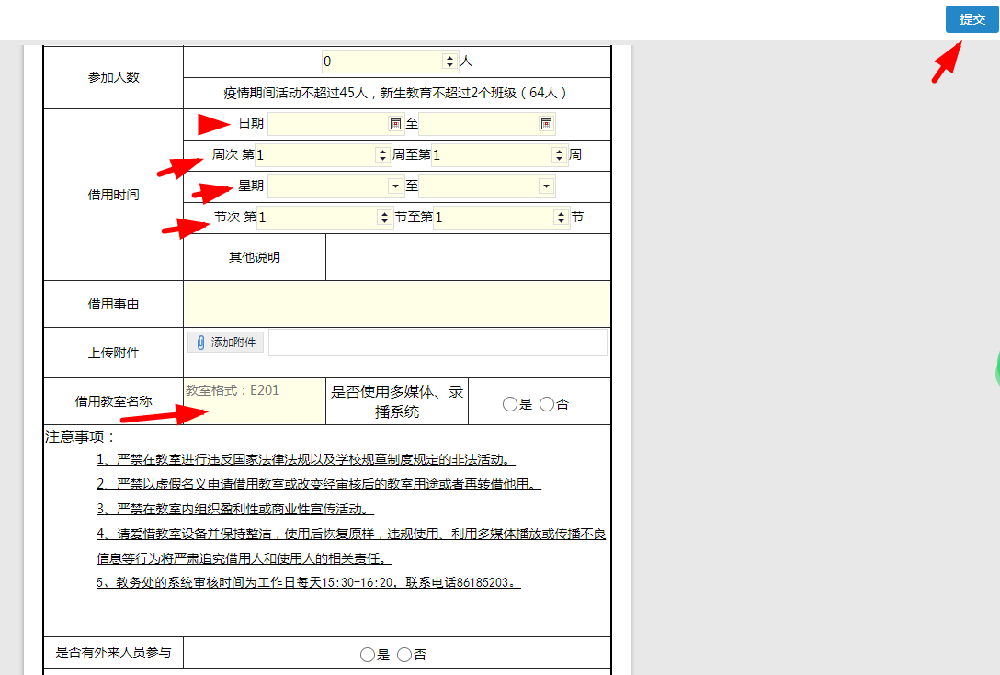 提交
参加人数
0 人
疫情期间活动不超过45人，新生教育不超过2个班级（64人）
借用时间
日期 至
周次 第1 周至第1 周
星期 至
节次 第1 节至第1 节
其他说明
借用事由
上传附件
添加附件
借用教室名称
教室格式：E201
是否使用多媒体、录
播系统
是 否
注意事项：
1、严禁在教室进行违反国家法律法规以及学校规章制度规定的非法活动。
2、严禁以虚假名义申请借用教室或改变经审核后的教室用途或者再转借他用。
3、严禁在教室内组织盈利性或商业性宣传活动。
4、请爱惜教室设备并保持整洁，使用后恢复原样，违规使用、利用多媒体播放或传播不良
信息等行为将严肃追究借用人和使用人的相关责任。
5、教务处的系统审核时间为工作日每天15:30-16:20，联系电话86185203。
是否有外来人员参与
是 否